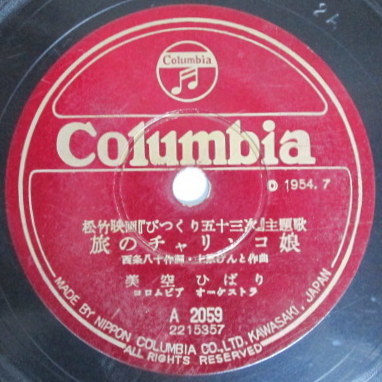 24
Columbia
Columbia
℗ 1954. 7
松竹映画『びっくり五十三次』主題歌
旅のチャリンコ娘
西条八十作詞・上原げんと作曲
美空ひばり
コロムビア オーケストラ
A 2059
2215357
MADE BY NIPPON COLUMBIA CO., LTD. KAWASAKI, JAPAN
ALL RIGHTS RESERVED